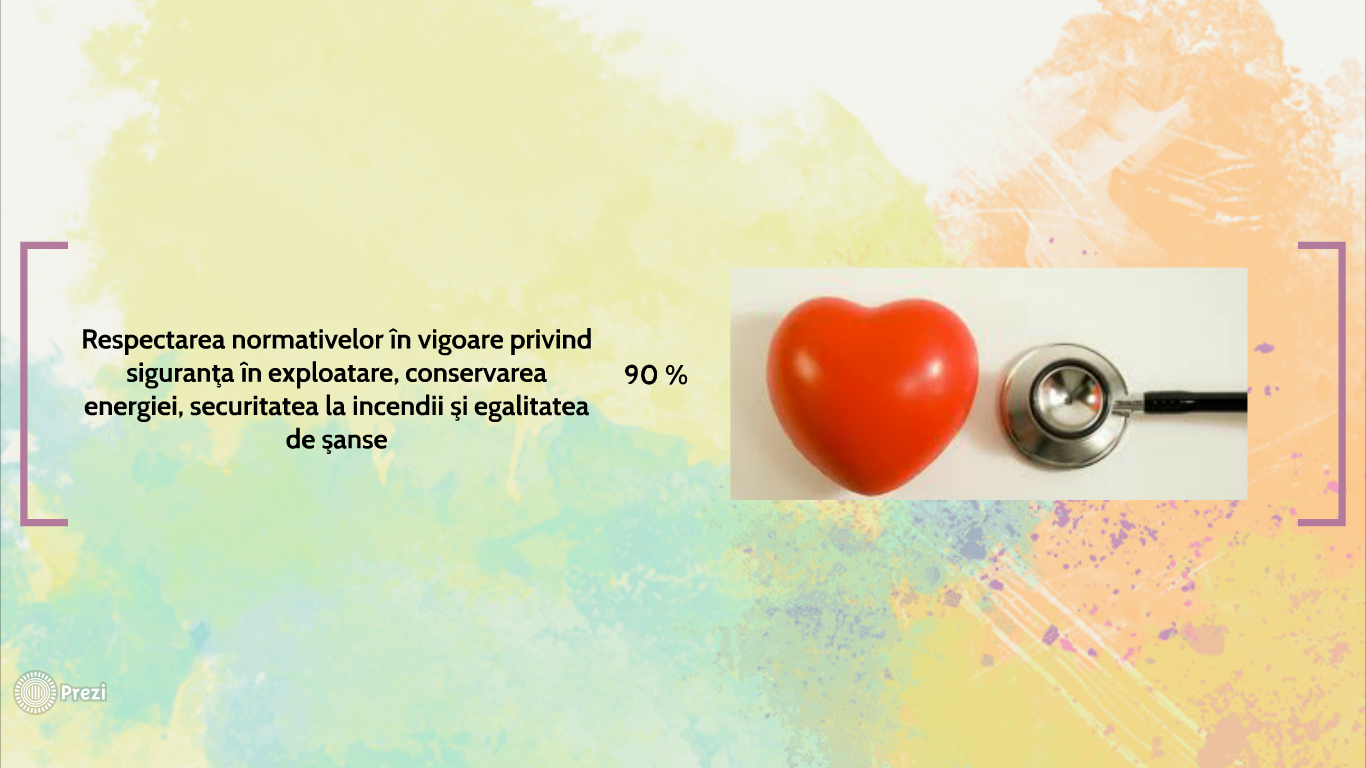 Respectarea normativelor în vigoare privind
siguranţa în exploatare, conservarea
energiei, securitatea la incendii şi egalitatea
de şanse
90 %
Prezi